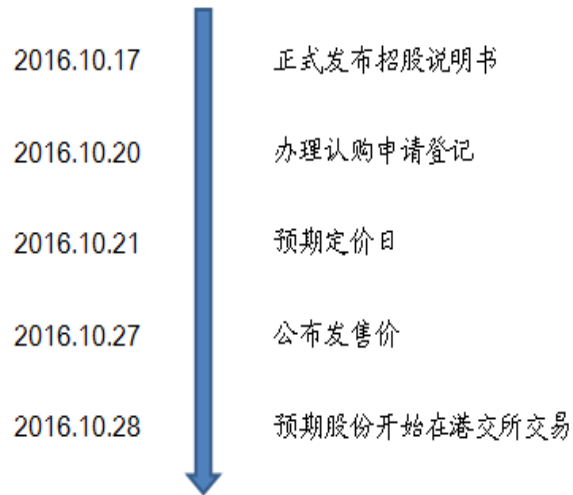 2016.10.17 正式发布招股说明书
2016.10.20 办理认购申请登记
2016.10.21 预期定价日
2016.10.27 公布发售价
2016.10.28 预期股份开始在港交所交易